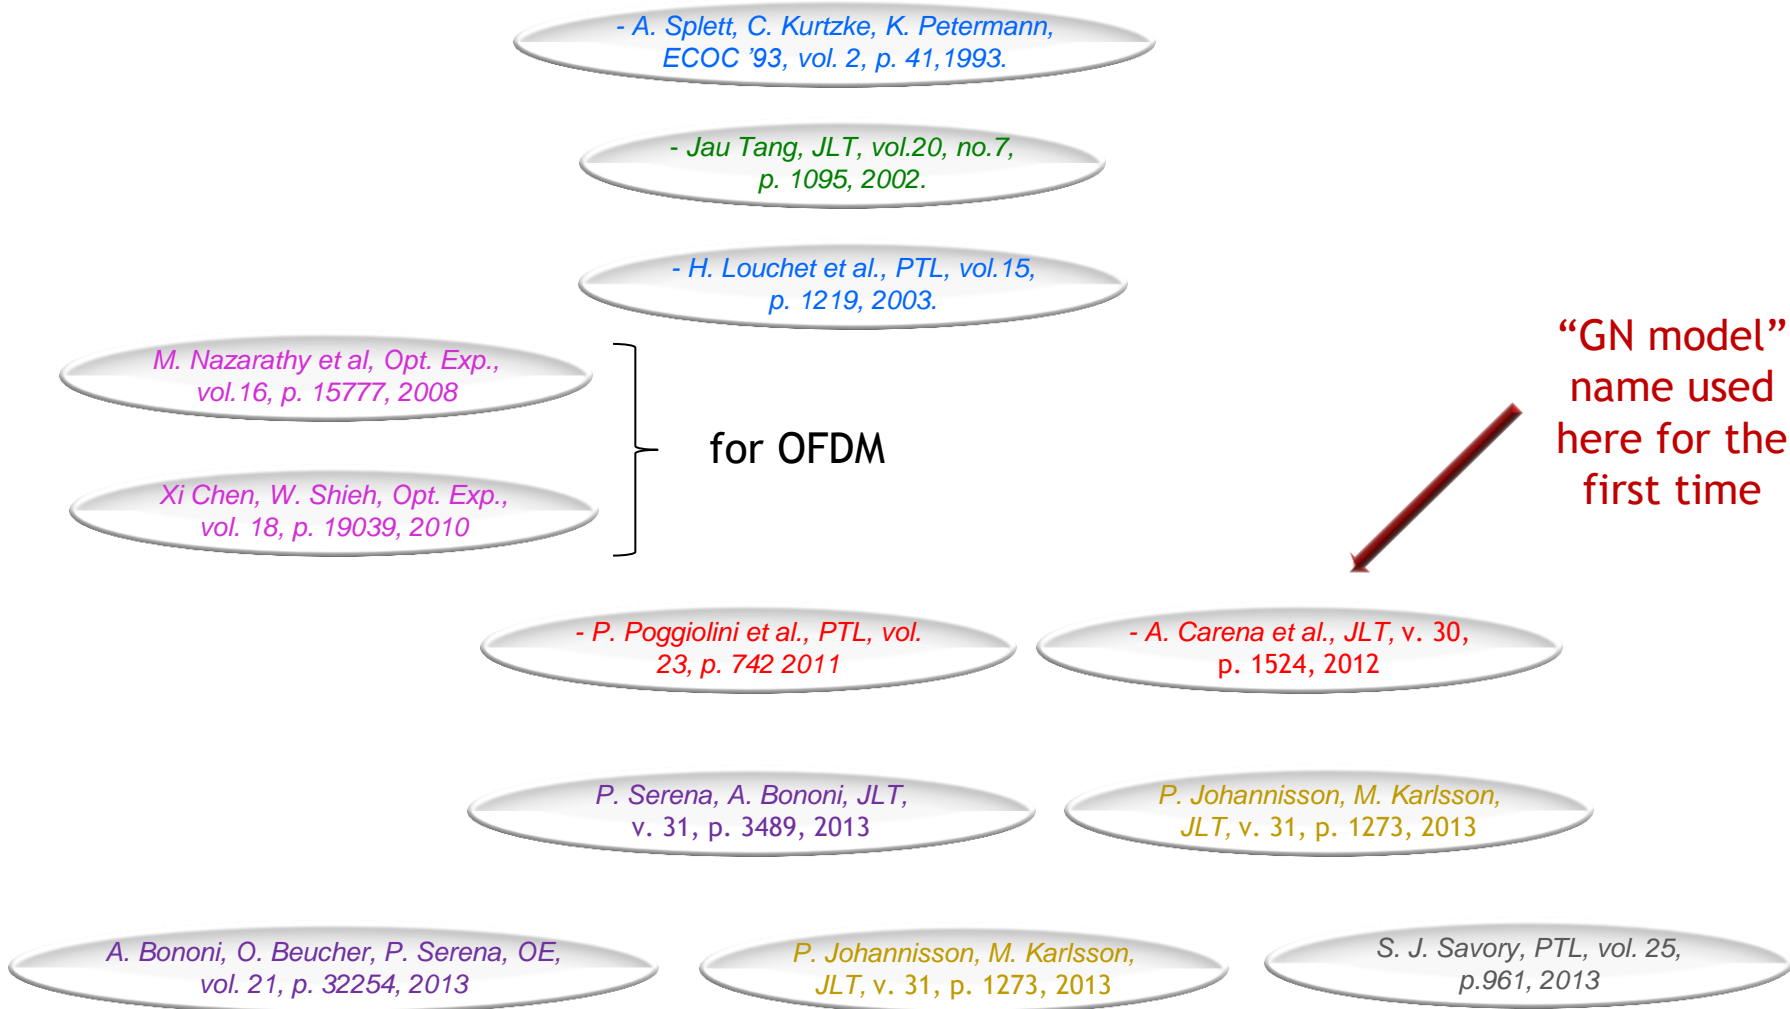 - A. Splett, C. Kurtzke, K. Petermann,
ECOC ’93, vol. 2, p. 41,1993.
- Jau Tang, JLT, vol.20, no.7,
p. 1095, 2002.
- H. Louchet et al., PTL, vol.15,
p. 1219, 2003.
M. Nazarathy et al, Opt. Exp.,
vol.16, p. 15777, 2008
Xi Chen, W. Shieh, Opt. Exp.,
vol. 18, p. 19039, 2010
for OFDM
“GN model”
name used
here for the
first time
- P. Poggiolini et al., PTL, vol.
23, p. 742 2011
- A. Carena et al., JLT, v. 30,
p. 1524, 2012
P. Serena, A. Bononi, JLT,
v. 31, p. 3489, 2013
P. Johannisson, M. Karlsson,
JLT, v. 31, p. 1273, 2013
A. Bononi, O. Beucher, P. Serena, OE,
vol. 21, p. 32254, 2013
P. Johannisson, M. Karlsson,
JLT, v. 31, p. 1273, 2013
S. J. Savory, PTL, vol. 25,
p.961, 2013